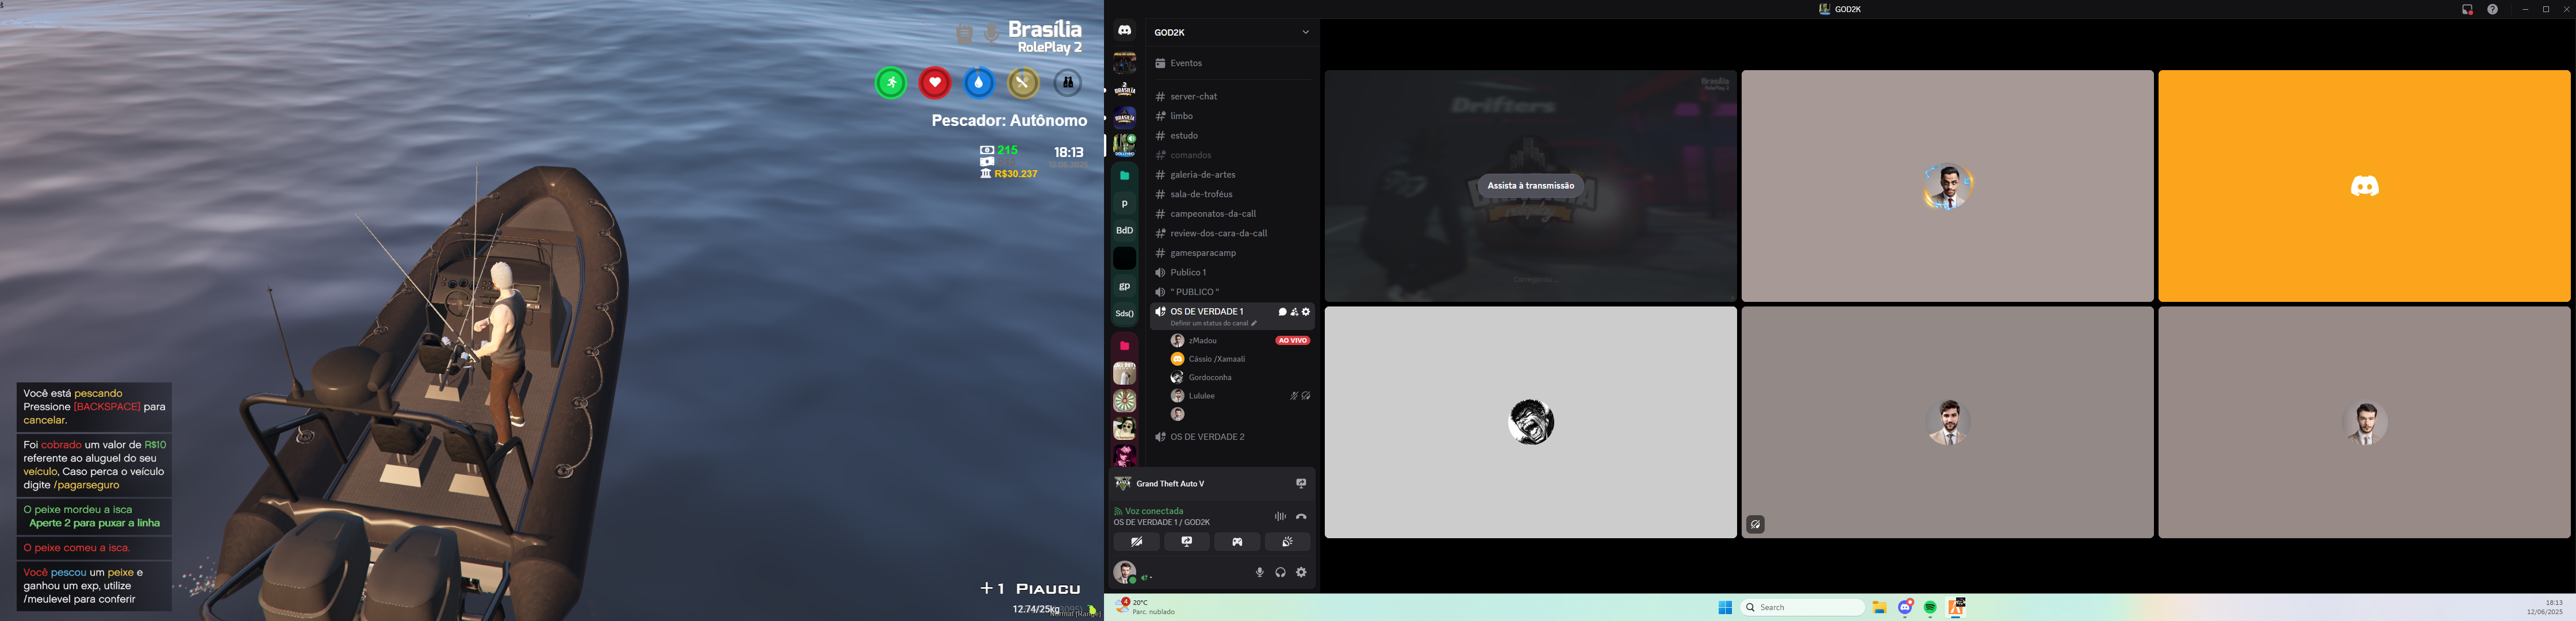 Brasília
RolePlay 2
Pescador: Autônomo
215
18:13
R$30.237
Você está pescando
Pressione [BACKSPACE] para
cancelar.
Foi cobrado um valor de R$10
referente ao aluguel do seu
veículo, Caso perca o veículo
digite /pagarseguro
O peixe mordeu a isca
Aperte 2 para puxar a linha
O peixe comeu a isca.
Você pescou um peixe e
ganhou um exp, utilize
/meulevel para conferir
+1 Piaucu
12.74/25kg
GOD2K
GOD2K
Eventos
server-chat
limbo
estudo
comandos
galeria-de-artes
sala-de-troféus
campeonatos-da-call
review-dos-cara-da-call
gamesparacamp
Publico 1
" PUBLICO "
OS DE VERDADE 1
Definir um status do canal
zMadou AO VIVO
Cássio /Xamaali
Gordoconha
Lululee
OS DE VERDADE 2
p
BdD
gp
Sds()
Grand Theft Auto V
Voz conectada
OS DE VERDADE 1 / GOD2K
Drifters
Brasília
RolePlay 2
Assista à transmissão
4
20°C
Parc. nublado
Search
18:13
12/06/2025